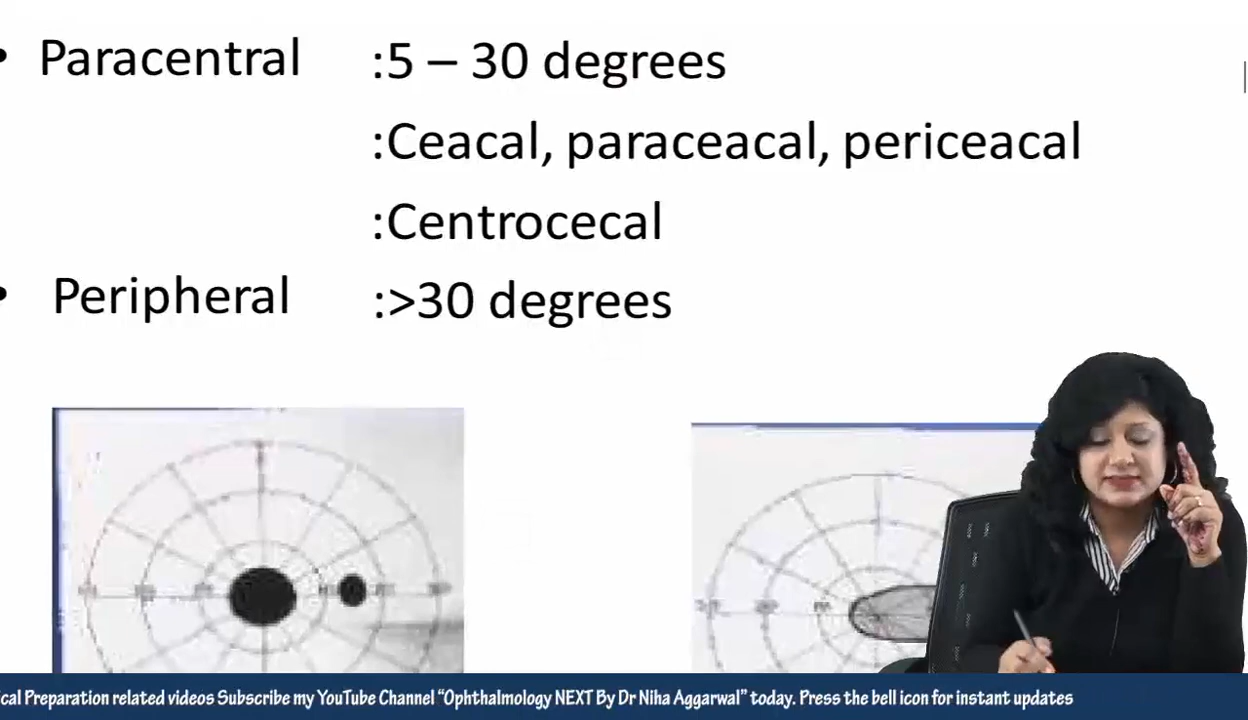 • Paracentral :5 – 30 degrees
:Ceacal, paraceacal, periceacal
:Centrocecal
• Peripheral :>30 degrees
ical Preparation related videos Subscribe my YouTube Channel “Ophthalmology NEXT By Dr Niha Aggarwal” today. Press the bell icon for instant updates